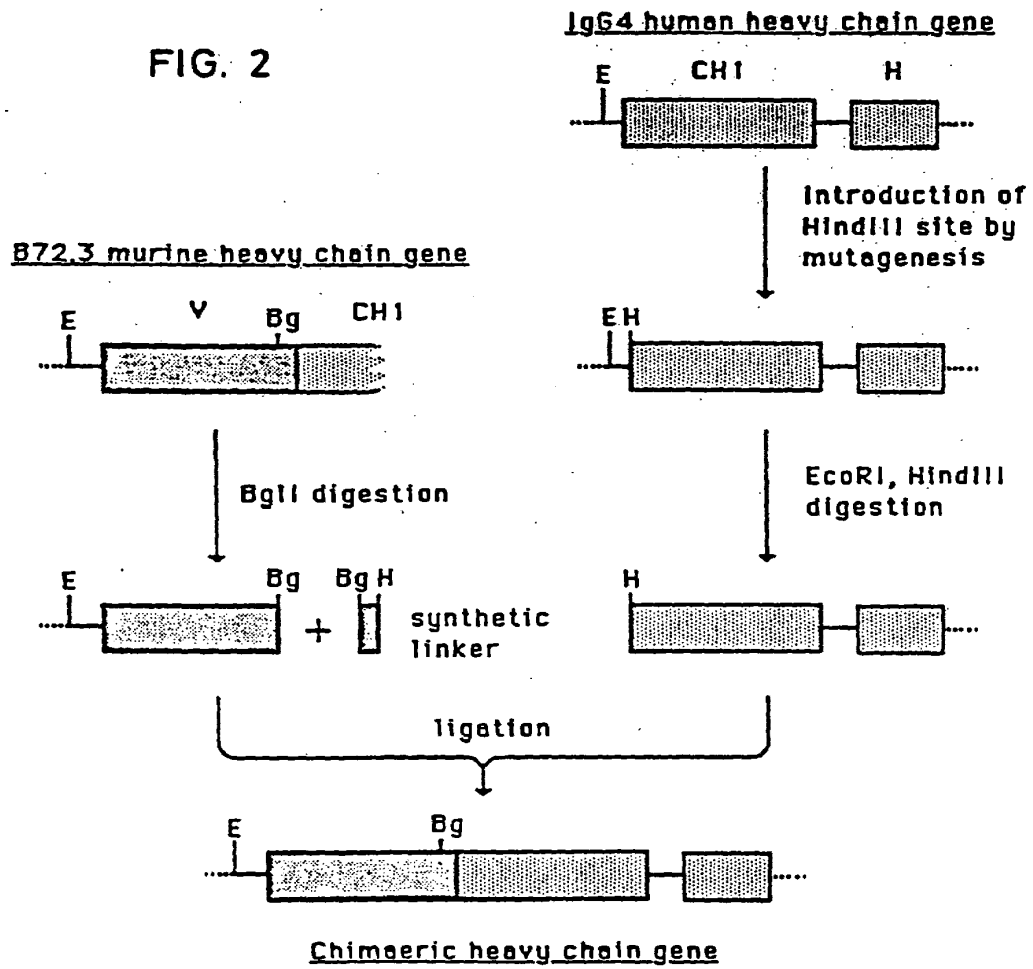 FIG. 2
IgG4 human heavy chain gene
E CH1 H
Introduction of
HindIII site by
mutagenesis
B72.3 murine heavy chain gene
E V Bg CH1
E H
BglI digestion
EcoRI, HindIII
digestion
E Bg + Bg H
synthetic
linker
H
ligation
E Bg
Chimaeric heavy chain gene